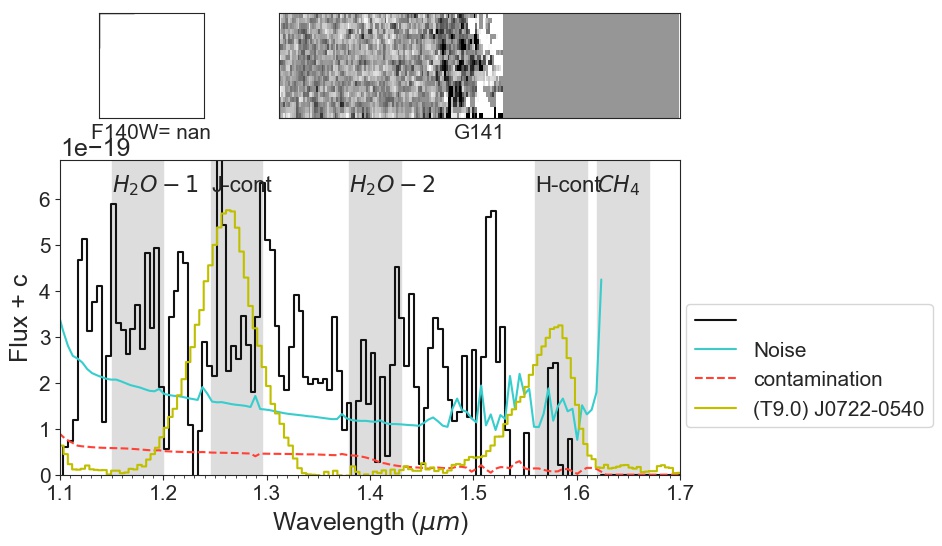 F140W= nan
G141
1e−19
H₂O − 1
J-cont
H₂O − 2
H-cont
CH₄
6
5
4
3
2
1
0
Flux + c
1.1
1.2
1.3
1.4
1.5
1.6
1.7
Wavelength (μm)
Noise
contamination
(T9.0) J0722-0540